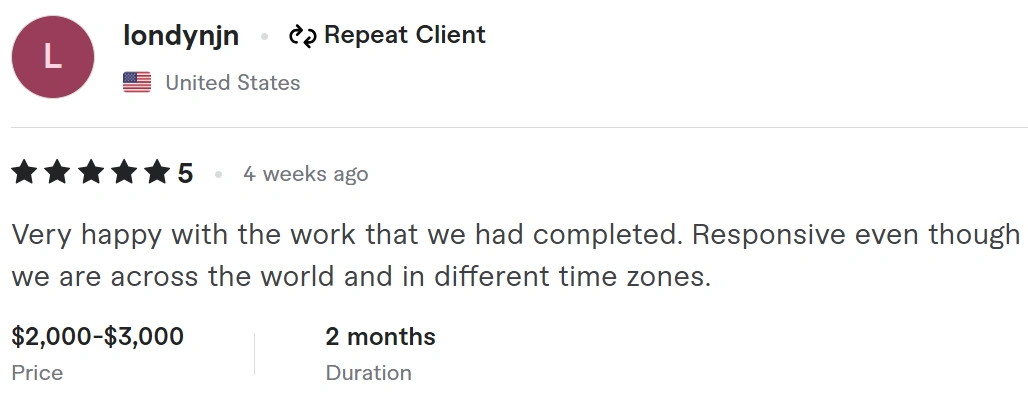 L
londynjn • Repeat Client
United States
5 • 4 weeks ago
Very happy with the work that we had completed. Responsive even though
we are across the world and in different time zones.
$2,000-$3,000
Price
2 months
Duration